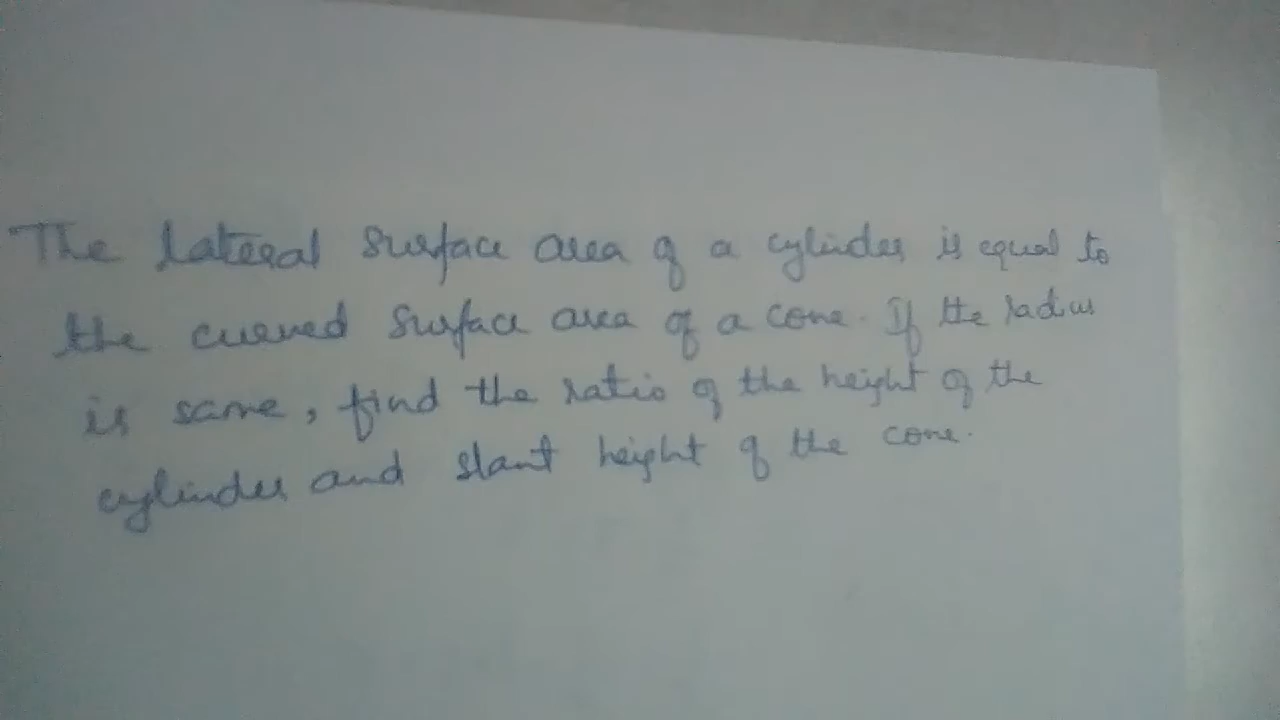 The lateral surface area of a cylinder is equal to
the curved surface area of a cone. If the radius
is same, find the ratio of the height of the
cylinder and slant height of the cone.